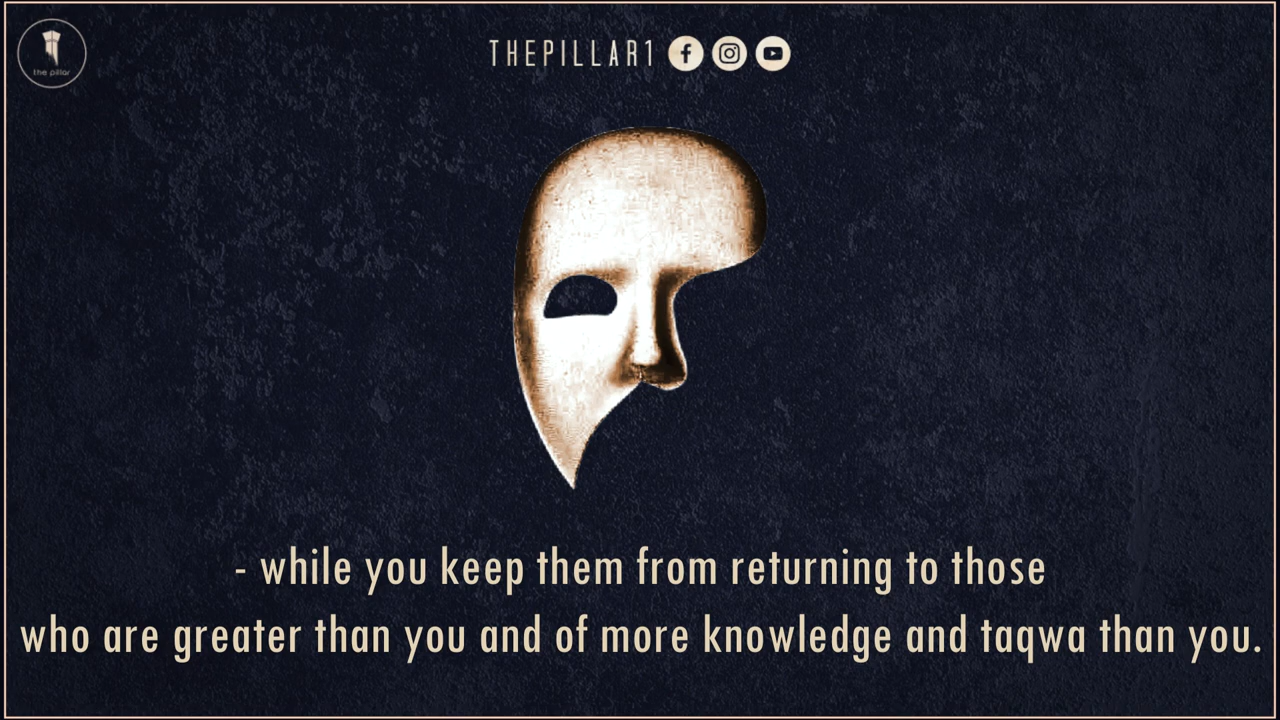 the pillar
THEPILLAR1
- while you keep them from returning to those
who are greater than you and of more knowledge and taqwa than you.